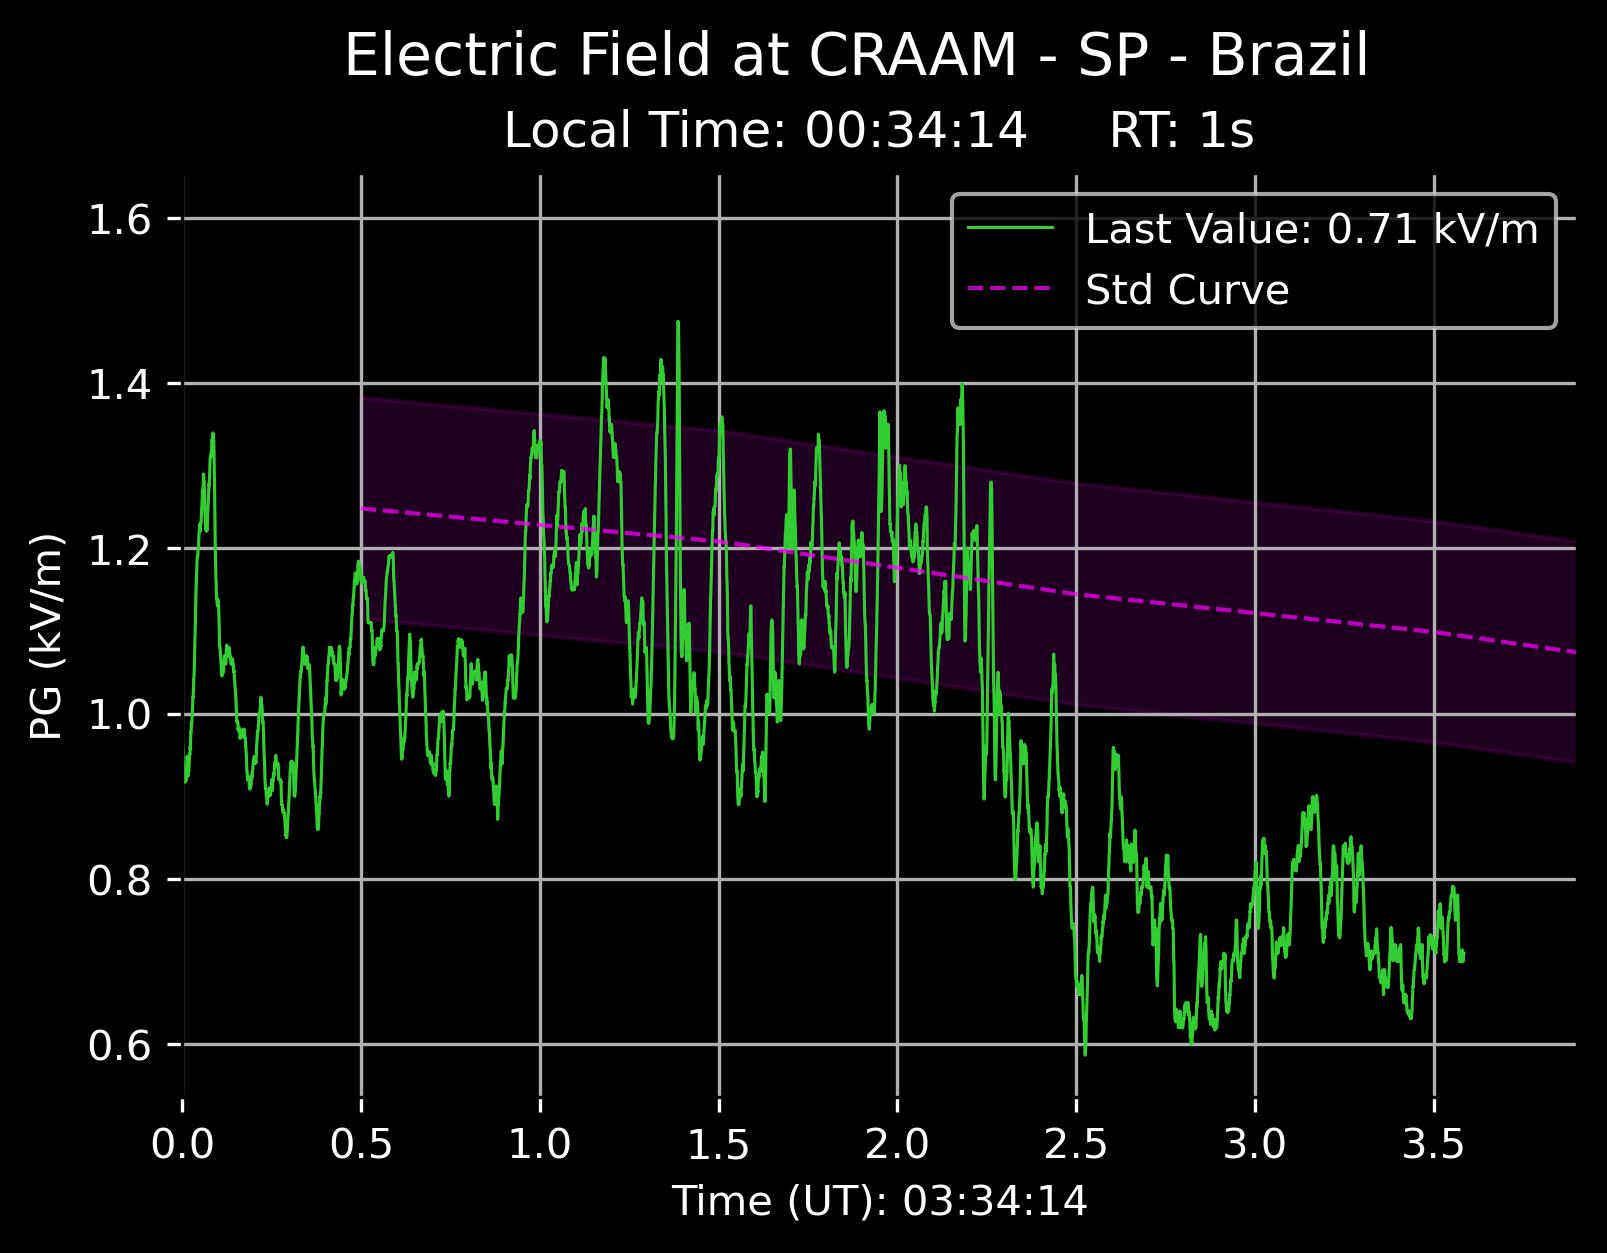 Electric Field at CRAAM - SP - Brazil
Local Time: 00:34:14 RT: 1s
Last Value: 0.71 kV/m
Std Curve
PG (kV/m)
1.6
1.4
1.2
1.0
0.8
0.6
0.0 0.5 1.0 1.5 2.0 2.5 3.0 3.5
Time (UT): 03:34:14